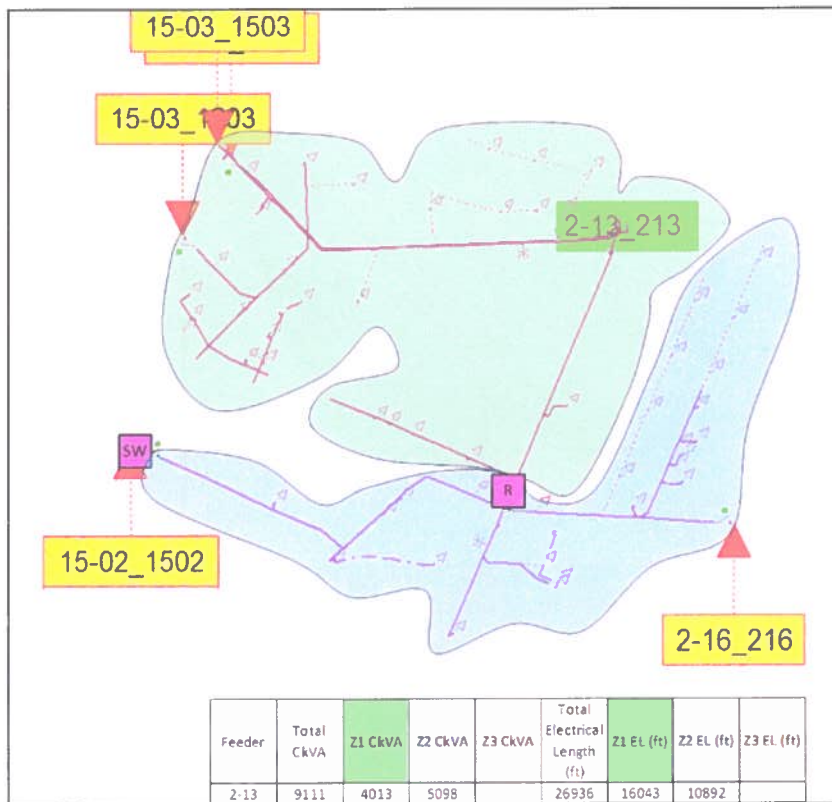 15-03_1503
15-03_1303
2-13_213
SW
R
15-02_1502
2-16_216
Feeder Total CkVA Z1 CkVA Z2 CkVA Z3 CkVA Total Electrical Length (ft) Z1 EL (ft) Z2 EL (ft) Z3 EL (ft)
2-13 9111 4013 5098 26936 16043 10892